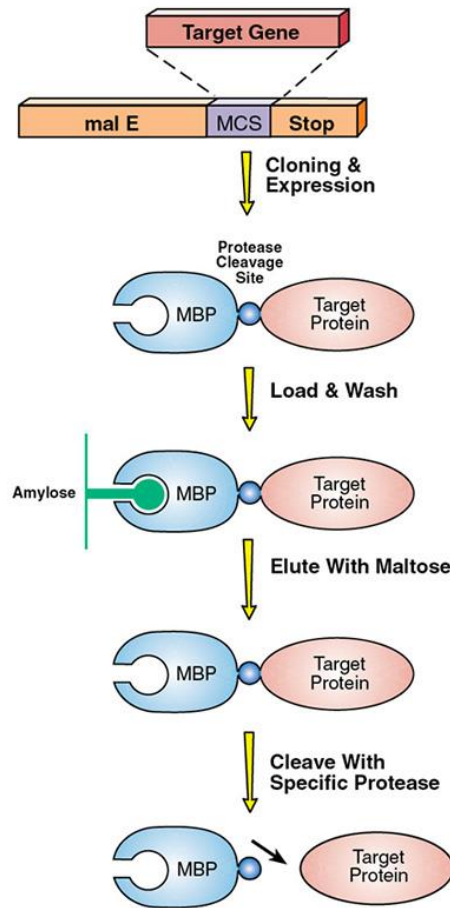 Target Gene
mal E MCS Stop
Cloning &
Expression
Protease
Cleavage
Site
MBP
Target
Protein
Load & Wash
Amylose
MBP
Target
Protein
Elute With Maltose
MBP
Target
Protein
Cleave With
Specific Protease
MBP
Target
Protein